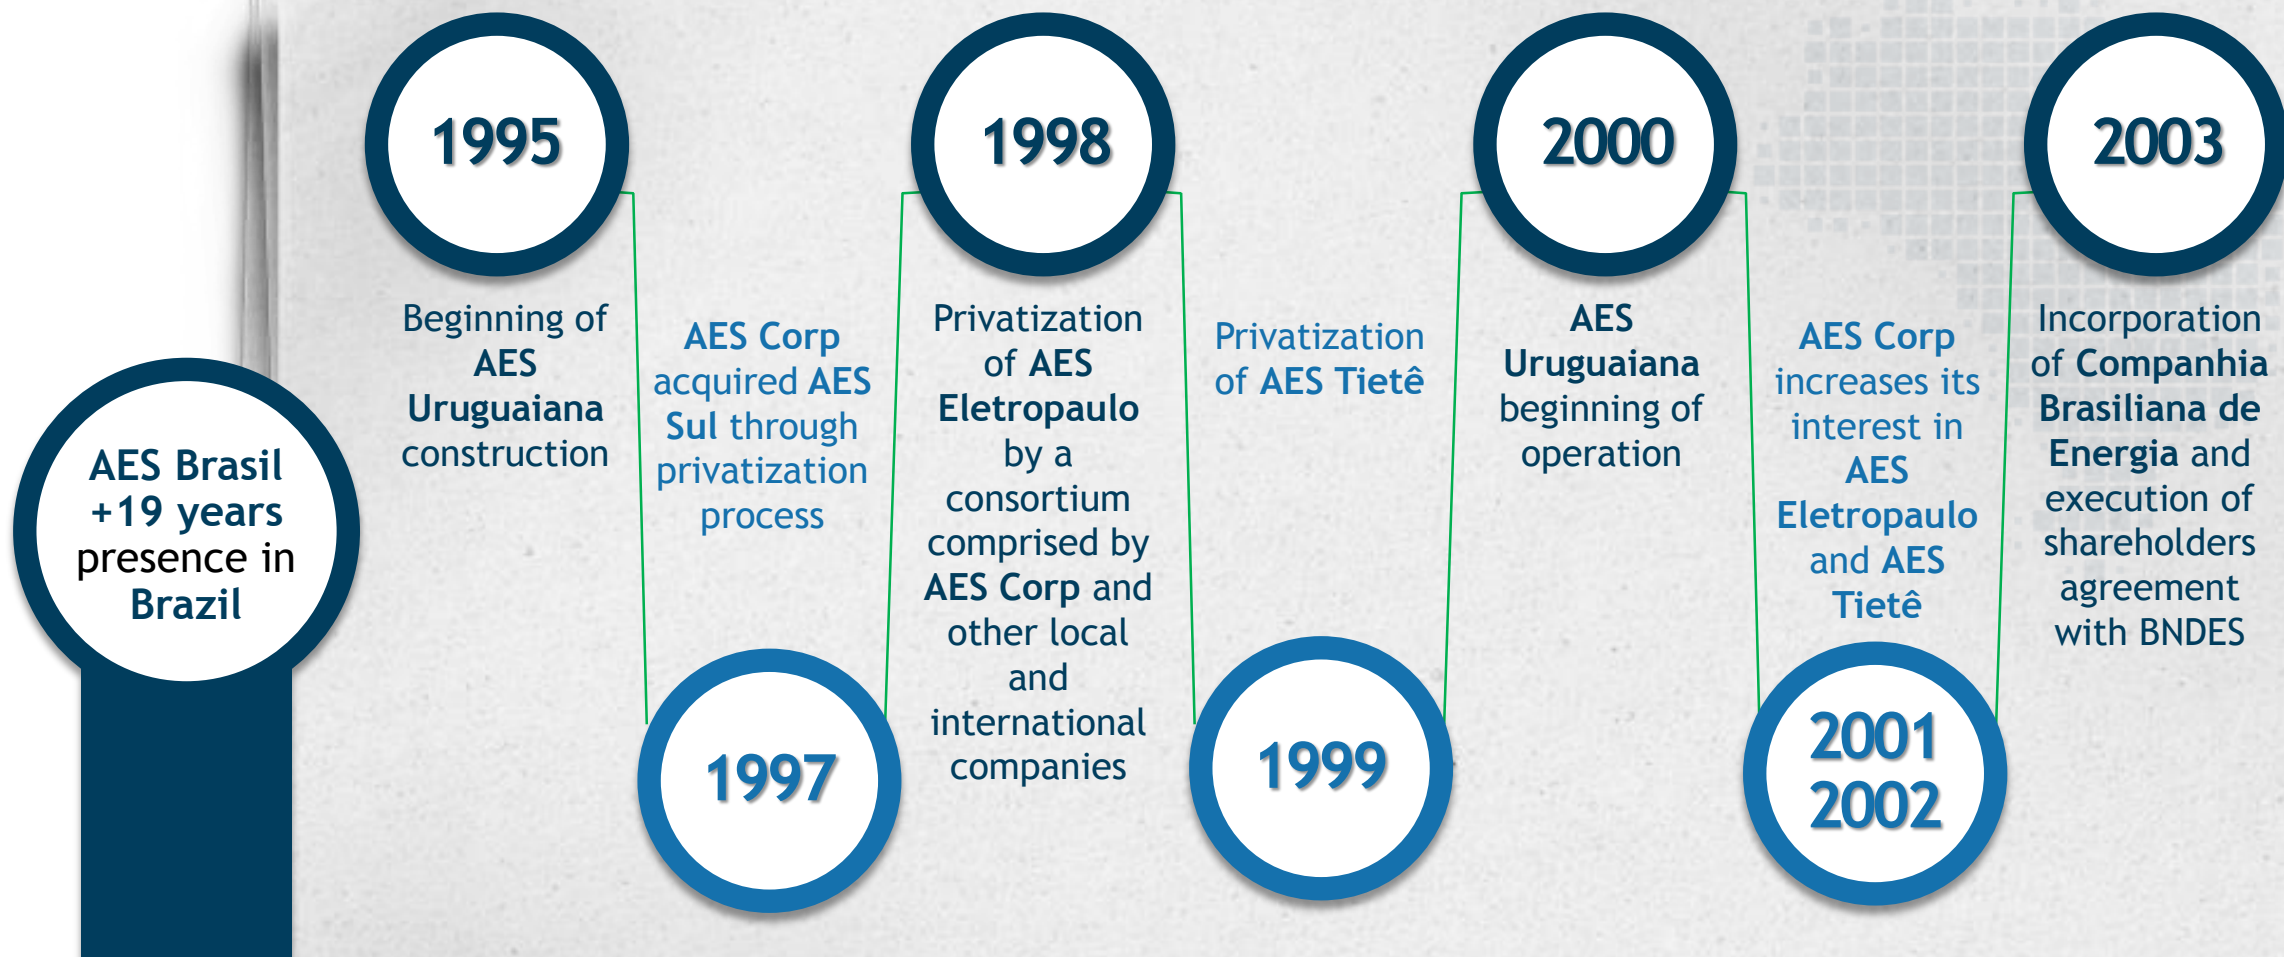 AES Brasil
+19 years
presence in
Brazil
1995
Beginning of
AES
Uruguaiana
construction
AES Corp
acquired AES
Sul through
privatization
process
1997
1998
Privatization
of AES
Eletropaulo
by a
consortium
comprised by
AES Corp and
other local
and
international
companies
Privatization
of AES Tietê
1999
2000
AES
Uruguaiana
beginning of
operation
AES Corp
increases its
interest in
AES
Eletropaulo
and AES
Tietê
2001
2002
2003
Incorporation
of Companhia
Brasiliana de
Energia and
execution of
shareholders
agreement
with BNDES